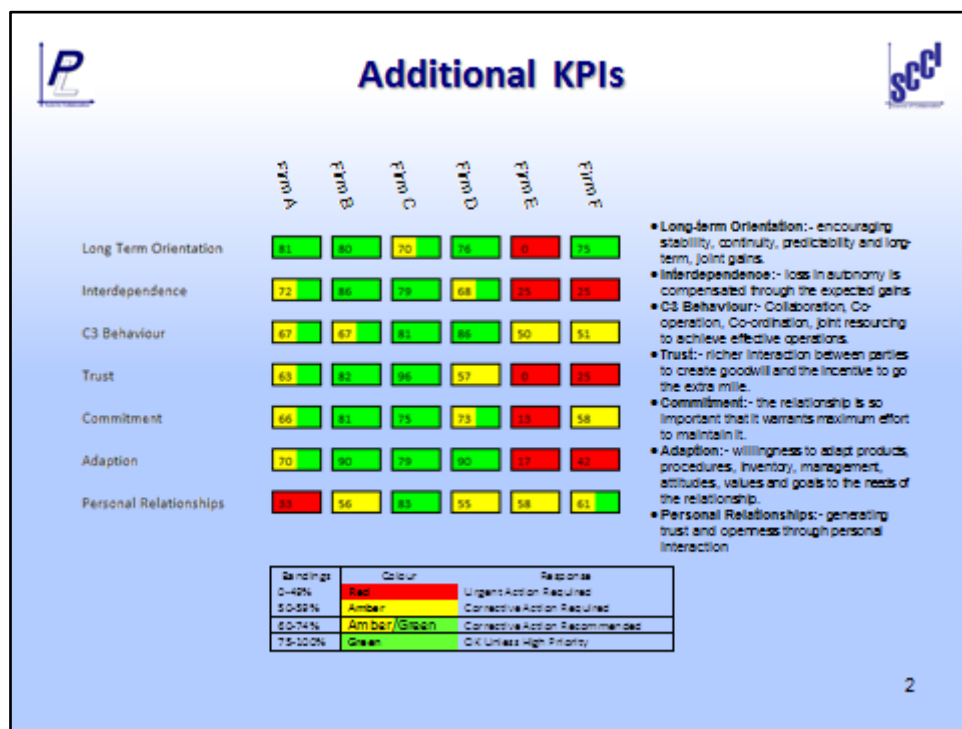 PL
Additional KPIs
SCCI
Firm A Firm B Firm C Firm D Firm E Firm F
Long Term Orientation 81 80 70 76 0 75
Interdependence 72 86 79 68 25 25
C3 Behaviour 67 67 81 86 50 51
Trust 63 82 96 57 0 25
Commitment 66 81 75 73 13 58
Adaption 70 90 79 90 17 42
Personal Relationships 33 56 83 55 58 61
● Long-term Orientation:- encouraging
stability, continuity, predictability and long-
term, joint gains.
● Interdependence:- loss in autonomy is
compensated through the expected gains
● C3 Behaviour:- Collaboration, Co-
operation, Co-ordination, joint resourcing
to achieve effective operations.
● Trust:- richer interaction between parties
to create goodwill and the incentive to go
the extra mile.
● Commitment:- the relationship is so
important that it warrants maximum effort
to maintain it.
● Adaption:- willingness to adapt products,
procedures, inventory, management,
attitudes, values and goals to the needs of
the relationship.
● Personal Relationships:- generating
trust and openness through personal
interaction
Bandings Colour Response
0-49% Red Urgent Action Required
50-59% Amber Corrective Action Required
60-74% Amber/Green Corrective Action Recommended
75-100% Green OK Unless High Priority
2